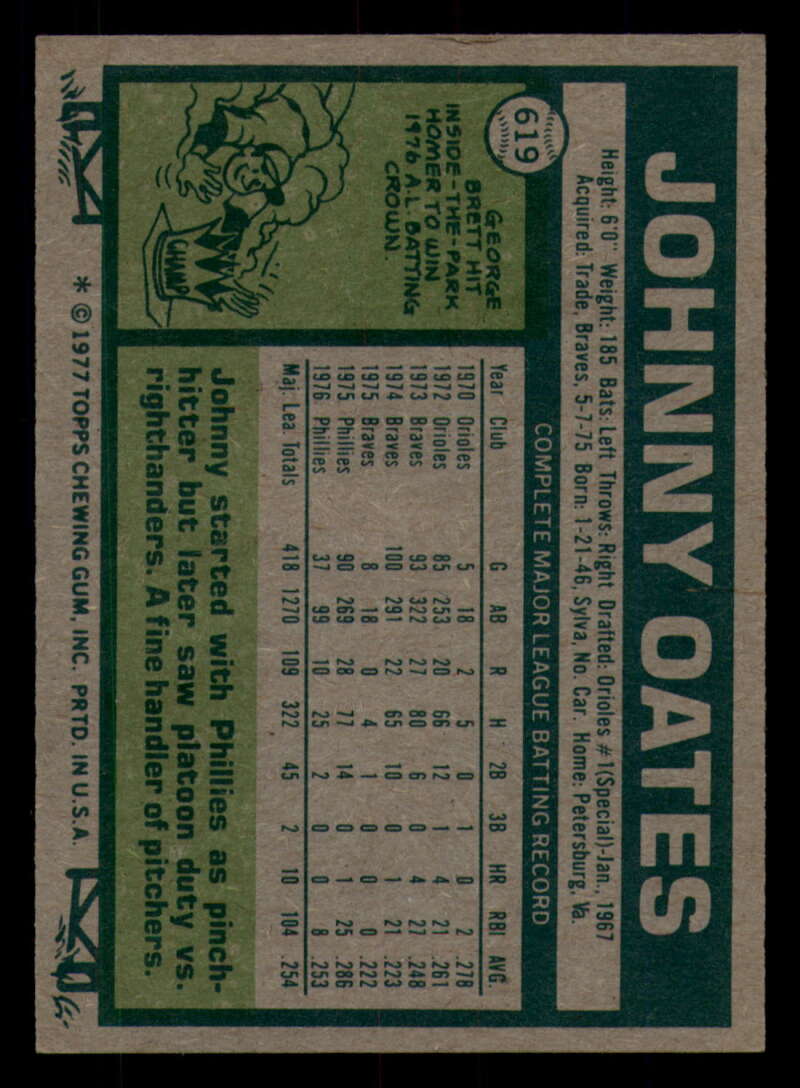 JOHNNY OATES
Height: 6'0" Weight: 185 Bats: Left Throws: Right Drafted: Orioles #1(Special)-Jan., 1967
Acquired: Trade, Braves, 5-7-75 Born: 1-21-46, Sylva, No. Car. Home: Petersburg, Va.
619
GEORGE
BRETT HIT
INSIDE-THE-PARK
HOMER TO WIN
1976 A.L. BATTING
CROWN.
CHAMP
COMPLETE MAJOR LEAGUE BATTING RECORD
Year Club G AB R H 2B 3B HR RBI AVG.
1970 Orioles 5 18 2 5 0 1 0 2 .278
1972 Orioles 85 253 20 66 12 1 4 21 .261
1973 Braves 93 322 27 80 6 0 4 27 .248
1974 Braves 100 291 22 65 10 0 1 21 .223
1975 Braves 8 18 0 4 1 0 0 0 .222
1975 Phillies 90 269 28 77 14 0 1 25 .286
1976 Phillies 37 99 10 25 2 0 0 8 .253
Maj. Lea. Totals 418 1270 109 322 45 2 10 104 .254
Johnny started with Phillies as pinch-
hitter but later saw platoon duty vs.
righthanders. A fine handler of pitchers.
* © 1977 TOPPS CHEWING GUM, INC. PRTD. IN U.S.A.